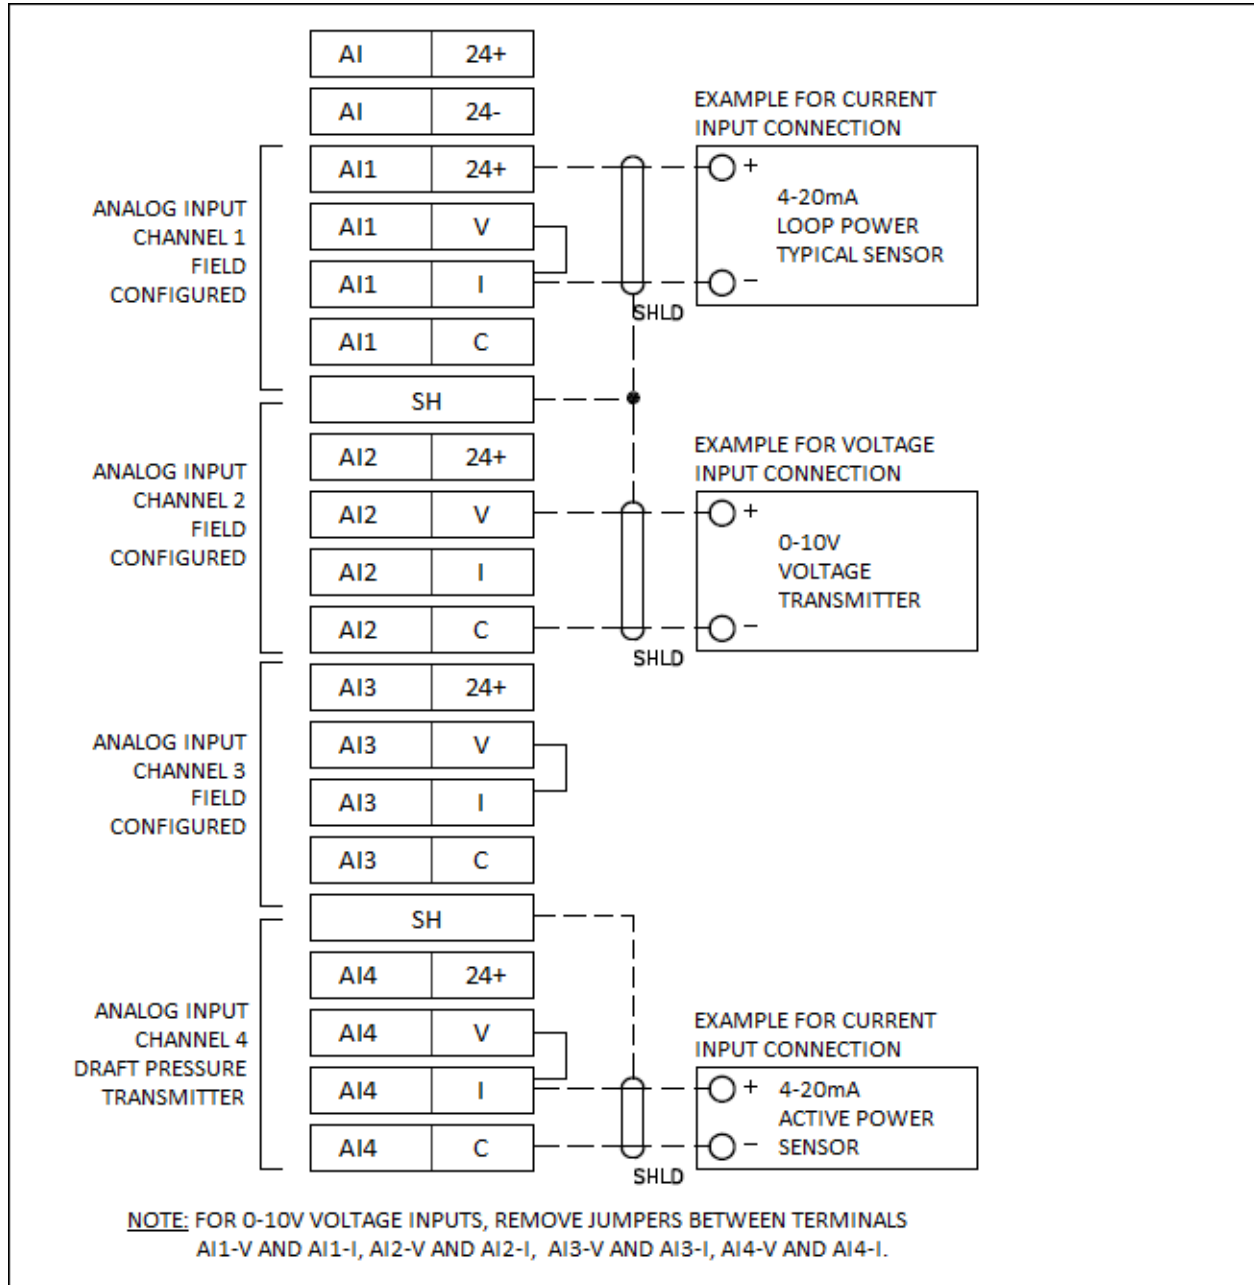 AI 24+
AI 24-
EXAMPLE FOR CURRENT
INPUT CONNECTION
ANALOG INPUT
CHANNEL 1
FIELD
CONFIGURED
AI1 24+
AI1 V
AI1 I
AI1 C
+
4-20mA
LOOP POWER
TYPICAL SENSOR
−
SHLD
SH
ANALOG INPUT
CHANNEL 2
FIELD
CONFIGURED
AI2 24+
AI2 V
AI2 I
AI2 C
EXAMPLE FOR VOLTAGE
INPUT CONNECTION
+
0-10V
VOLTAGE
TRANSMITTER
−
SHLD
ANALOG INPUT
CHANNEL 3
FIELD
CONFIGURED
AI3 24+
AI3 V
AI3 I
AI3 C
SH
ANALOG INPUT
CHANNEL 4
DRAFT PRESSURE
TRANSMITTER
AI4 24+
AI4 V
AI4 I
AI4 C
EXAMPLE FOR CURRENT
INPUT CONNECTION
+
4-20mA
ACTIVE POWER
SENSOR
−
SHLD
NOTE: FOR 0-10V VOLTAGE INPUTS, REMOVE JUMPERS BETWEEN TERMINALS
AI1-V AND AI1-I, AI2-V AND AI2-I, AI3-V AND AI3-I, AI4-V AND AI4-I.